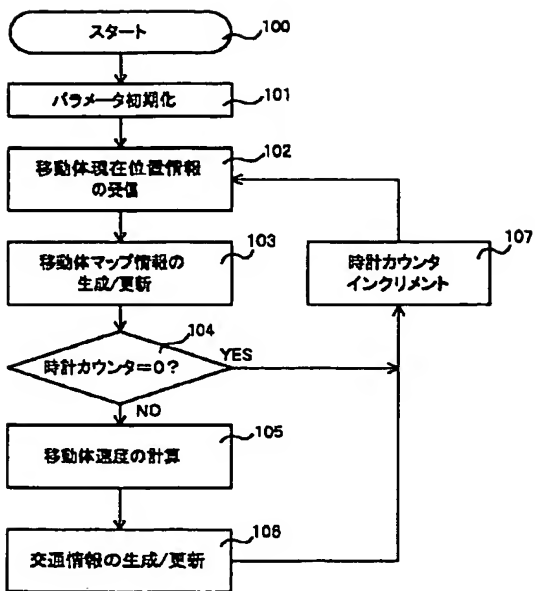 スタート
100
パラメータ初期化
101
移動体現在位置情報
の受信
102
移動体マップ情報の
生成/更新
103
時計カウンタ
インクリメント
107
時計カウンタ=0?
104
YES
NO
移動体速度の計算
105
交通情報の生成/更新
106